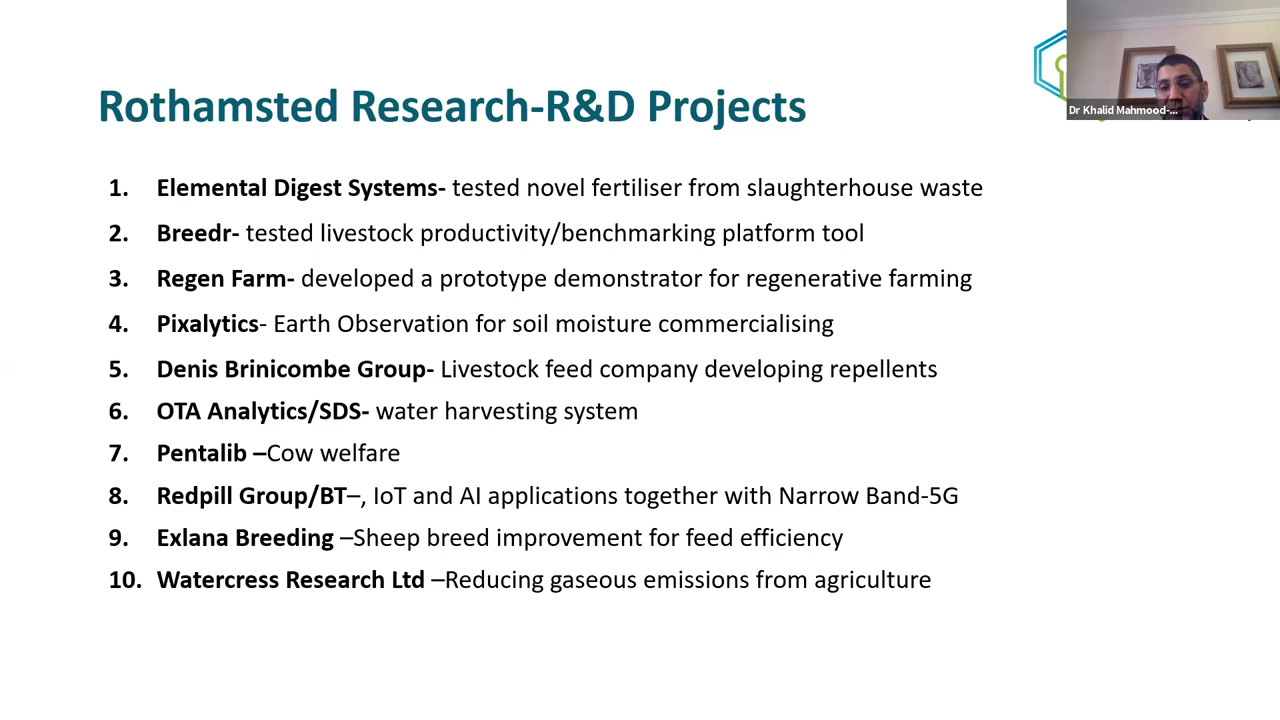 Rothamsted Research-R&D Projects
Dr Khalid Mahmood-...
1. Elemental Digest Systems- tested novel fertiliser from slaughterhouse waste
2. Breedr- tested livestock productivity/benchmarking platform tool
3. Regen Farm- developed a prototype demonstrator for regenerative farming
4. Pixalytics- Earth Observation for soil moisture commercialising
5. Denis Brinicombe Group- Livestock feed company developing repellents
6. OTA Analytics/SDS- water harvesting system
7. Pentalib –Cow welfare
8. Redpill Group/BT–, IoT and AI applications together with Narrow Band-5G
9. Exlana Breeding –Sheep breed improvement for feed efficiency
10. Watercress Research Ltd –Reducing gaseous emissions from agriculture